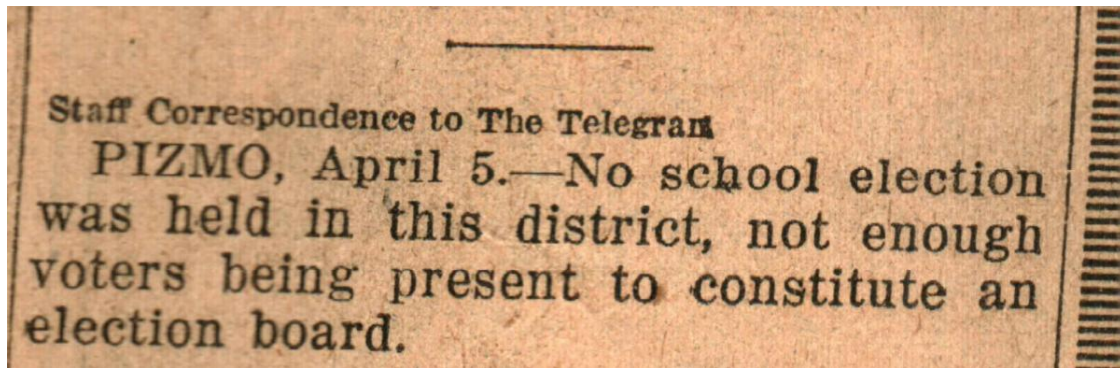 Staff Correspondence to The Telegram
PIZMO, April 5.—No school election
was held in this district, not enough
voters being present to constitute an
election board.